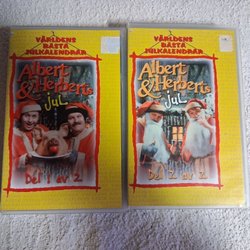 VÄRLDENS
BÄSTA
JULKALENDRAR
Albert
& Herberts
jul
Del 1 av 2
VÄRLDENS
BÄSTA
JULKALENDRAR
Albert
& Herberts
jul
Del 2 av 2